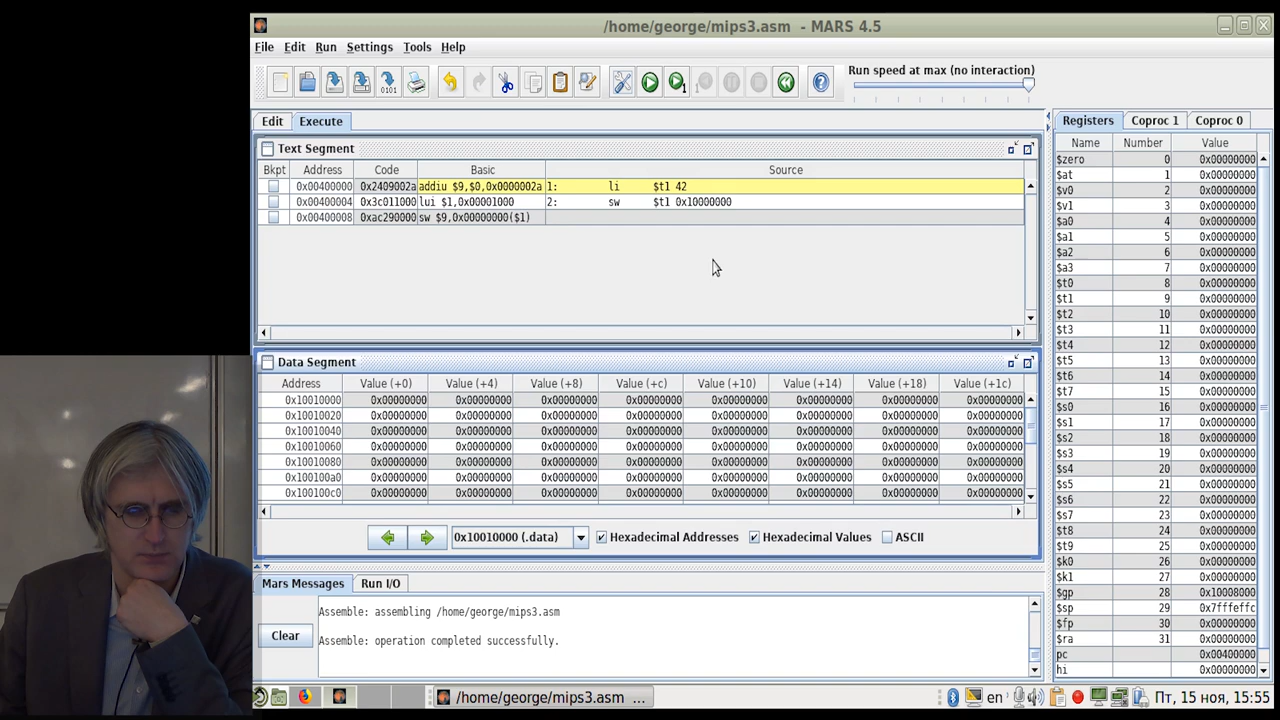 /home/george/mips3.asm - MARS 4.5
File Edit Run Settings Tools Help
Run speed at max (no interaction)
Edit Execute
Registers Coproc 1 Coproc 0
Text Segment
Name Number Value
Bkpt Address Code Basic Source
0x00400000 0x2409002a addiu $9,$0,0x0000002a 1: li $t1 42
0x00400004 0x3c011000 lui $1,0x00001000 2: sw $t1 0x10000000
0x00400008 0xac290000 sw $9,0x00000000($1)
Data Segment
Address Value (+0) Value (+4) Value (+8) Value (+c) Value (+10) Value (+14) Value (+18) Value (+1c)
0x10010000 0x00000000 0x00000000 0x00000000 0x00000000 0x00000000 0x00000000 0x00000000 0x00000000
0x10010020 0x00000000 0x00000000 0x00000000 0x00000000 0x00000000 0x00000000 0x00000000 0x00000000
0x10010040 0x00000000 0x00000000 0x00000000 0x00000000 0x00000000 0x00000000 0x00000000 0x00000000
0x10010060 0x00000000 0x00000000 0x00000000 0x00000000 0x00000000 0x00000000 0x00000000 0x00000000
0x10010080 0x00000000 0x00000000 0x00000000 0x00000000 0x00000000 0x00000000 0x00000000 0x00000000
0x100100a0 0x00000000 0x00000000 0x00000000 0x00000000 0x00000000 0x00000000 0x00000000 0x00000000
0x100100c0 0x00000000 0x00000000 0x00000000 0x00000000 0x00000000 0x00000000 0x00000000 0x00000000
0x10010000 (.data) Hexadecimal Addresses Hexadecimal Values ASCII
Mars Messages Run I/O
Assemble: assembling /home/george/mips3.asm
Clear
Assemble: operation completed successfully.
$zero 0 0x00000000
$at 1 0x00000000
$v0 2 0x00000000
$v1 3 0x00000000
$a0 4 0x00000000
$a1 5 0x00000000
$a2 6 0x00000000
$a3 7 0x00000000
$t0 8 0x00000000
$t1 9 0x00000000
$t2 10 0x00000000
$t3 11 0x00000000
$t4 12 0x00000000
$t5 13 0x00000000
$t6 14 0x00000000
$t7 15 0x00000000
$s0 16 0x00000000
$s1 17 0x00000000
$s2 18 0x00000000
$s3 19 0x00000000
$s4 20 0x00000000
$s5 21 0x00000000
$s6 22 0x00000000
$s7 23 0x00000000
$t8 24 0x00000000
$t9 25 0x00000000
$k0 26 0x00000000
$k1 27 0x00000000
$gp 28 0x10008000
$sp 29 0x7fffeffc
$fp 30 0x00000000
$ra 31 0x00000000
pc 0x00400000
hi 0x00000000
/home/george/mips3.asm ...
en Пт, 15 ноя, 15:55